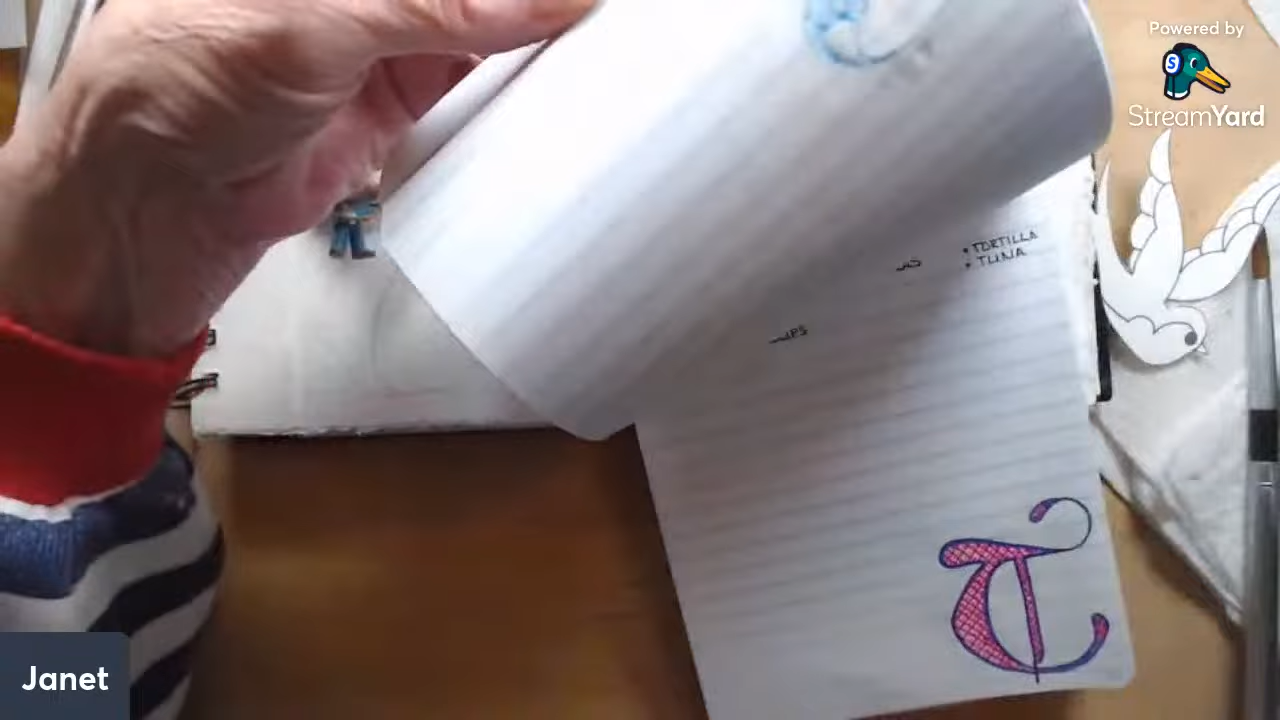 Powered by
StreamYard
• TORTILLA
• TUNA
T
Janet